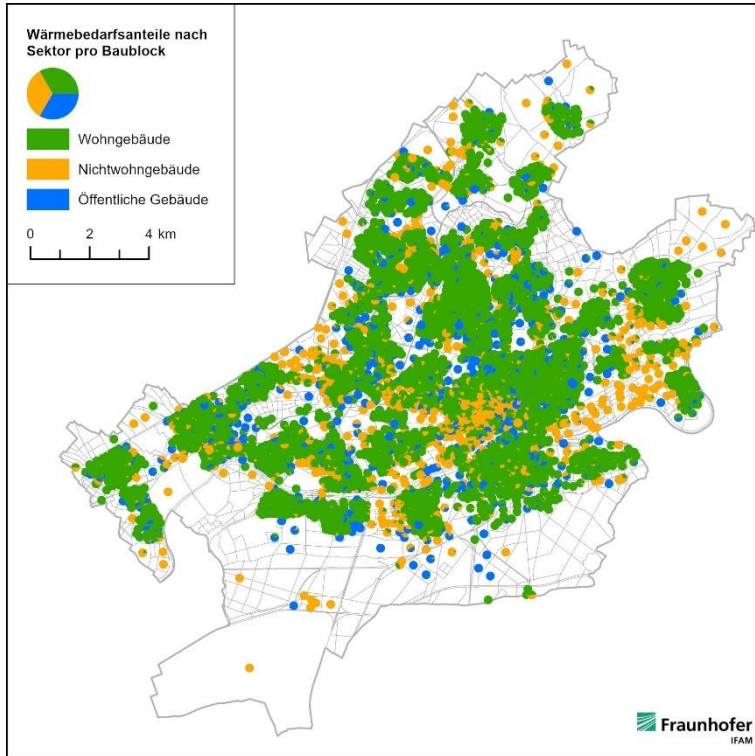 Wärmebedarfsanteile nach
Sektor pro Baublock
Wohngebäude
Nichtwohngebäude
Öffentliche Gebäude
0 2 4 km
Fraunhofer
IFAM